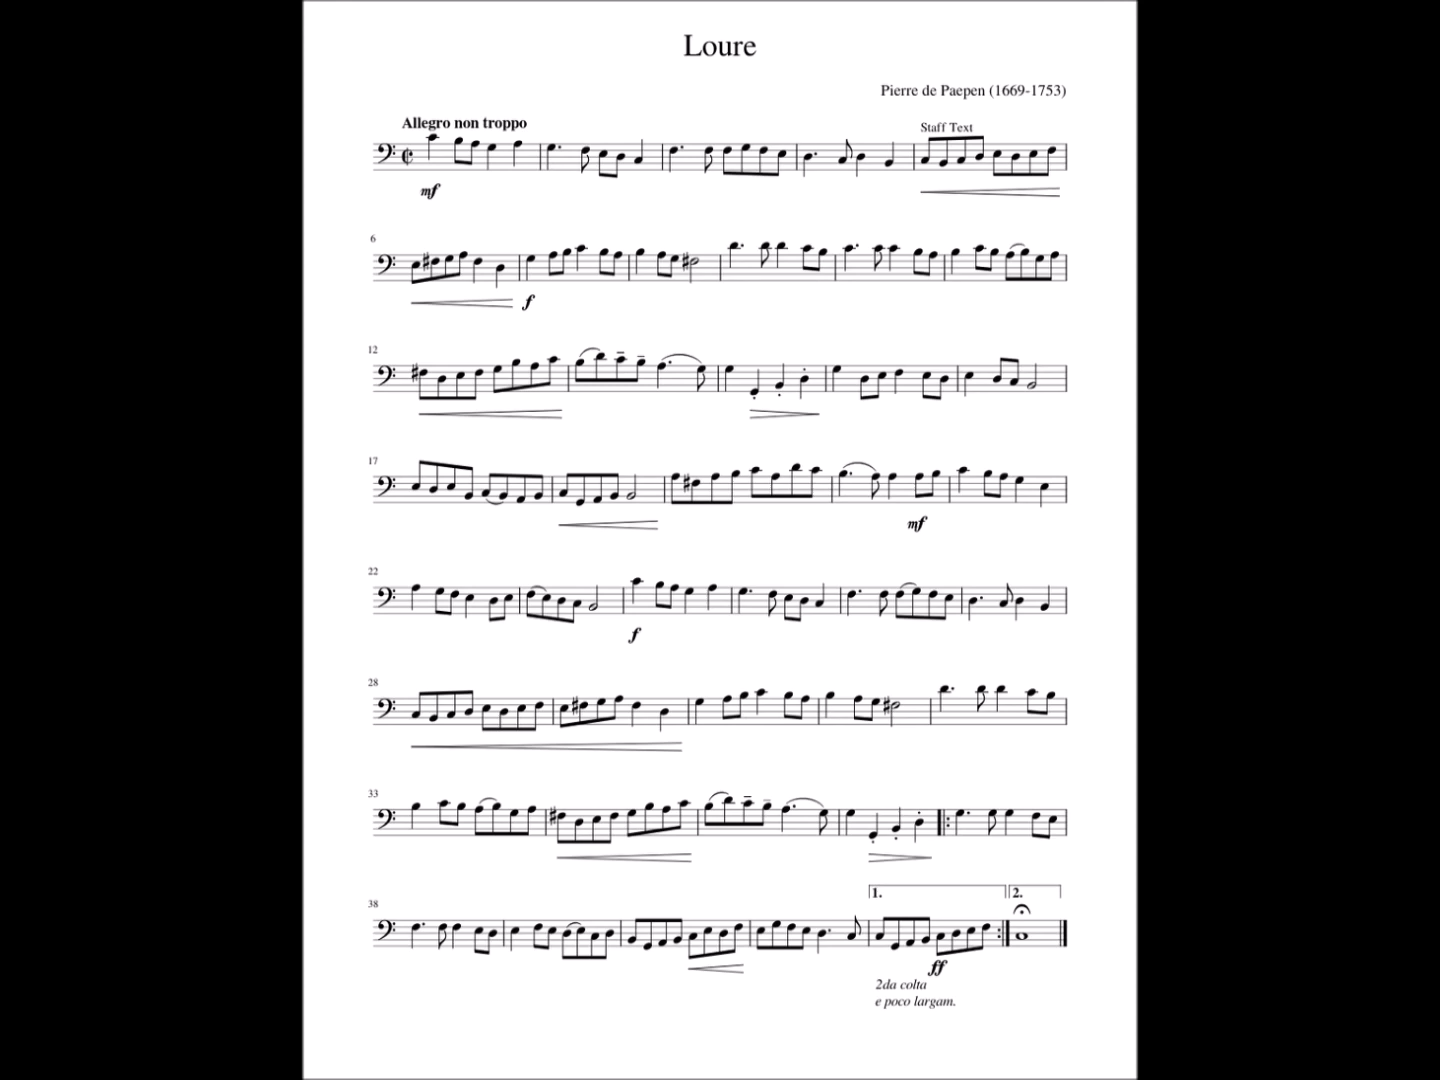 Loure
Pierre de Paepen (1669-1753)
Allegro non troppo
Staff Text
mf
6
f
12
17
mf
22
f
28
33
38
1.
2.
ff
2da colta
e poco largam.